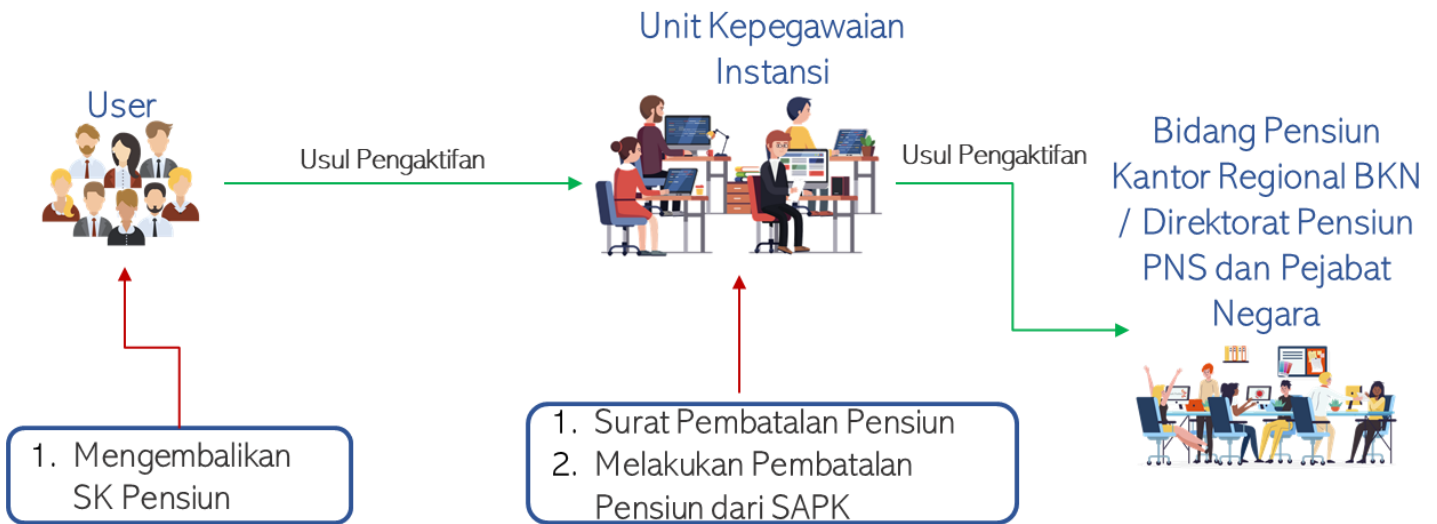 User
Usul Pengaktifan
Unit Kepegawaian
Instansi
Usul Pengaktifan
Bidang Pensiun
Kantor Regional BKN
/ Direktorat Pensiun
PNS dan Pejabat
Negara
1. Mengembalikan
SK Pensiun
1. Surat Pembatalan Pensiun
2. Melakukan Pembatalan
Pensiun dari SAPK